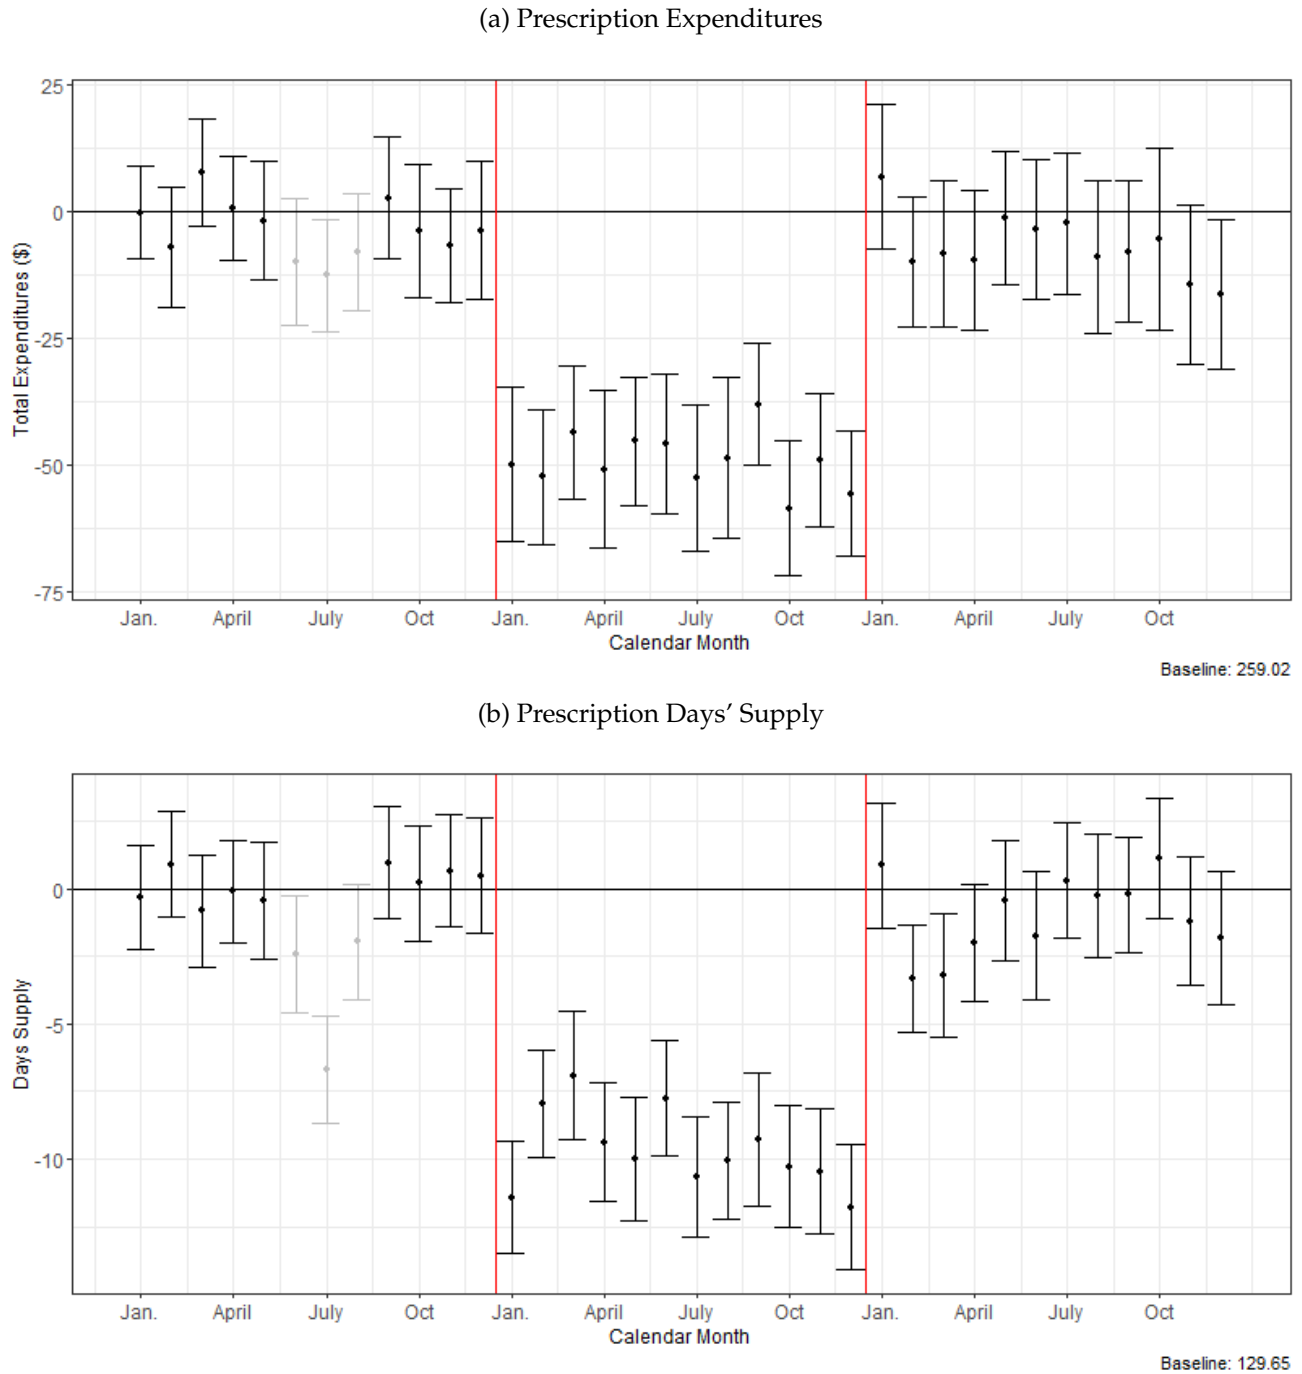 (a) Prescription Expenditures
25
0
-25
-50
-75
Total Expenditures ($)
Jan. April July Oct Jan. April July Oct Jan. April July Oct
Calendar Month
Baseline: 259.02
(b) Prescription Days’ Supply
0
-5
-10
Days Supply
Jan. April July Oct Jan. April July Oct Jan. April July Oct
Calendar Month
Baseline: 129.65